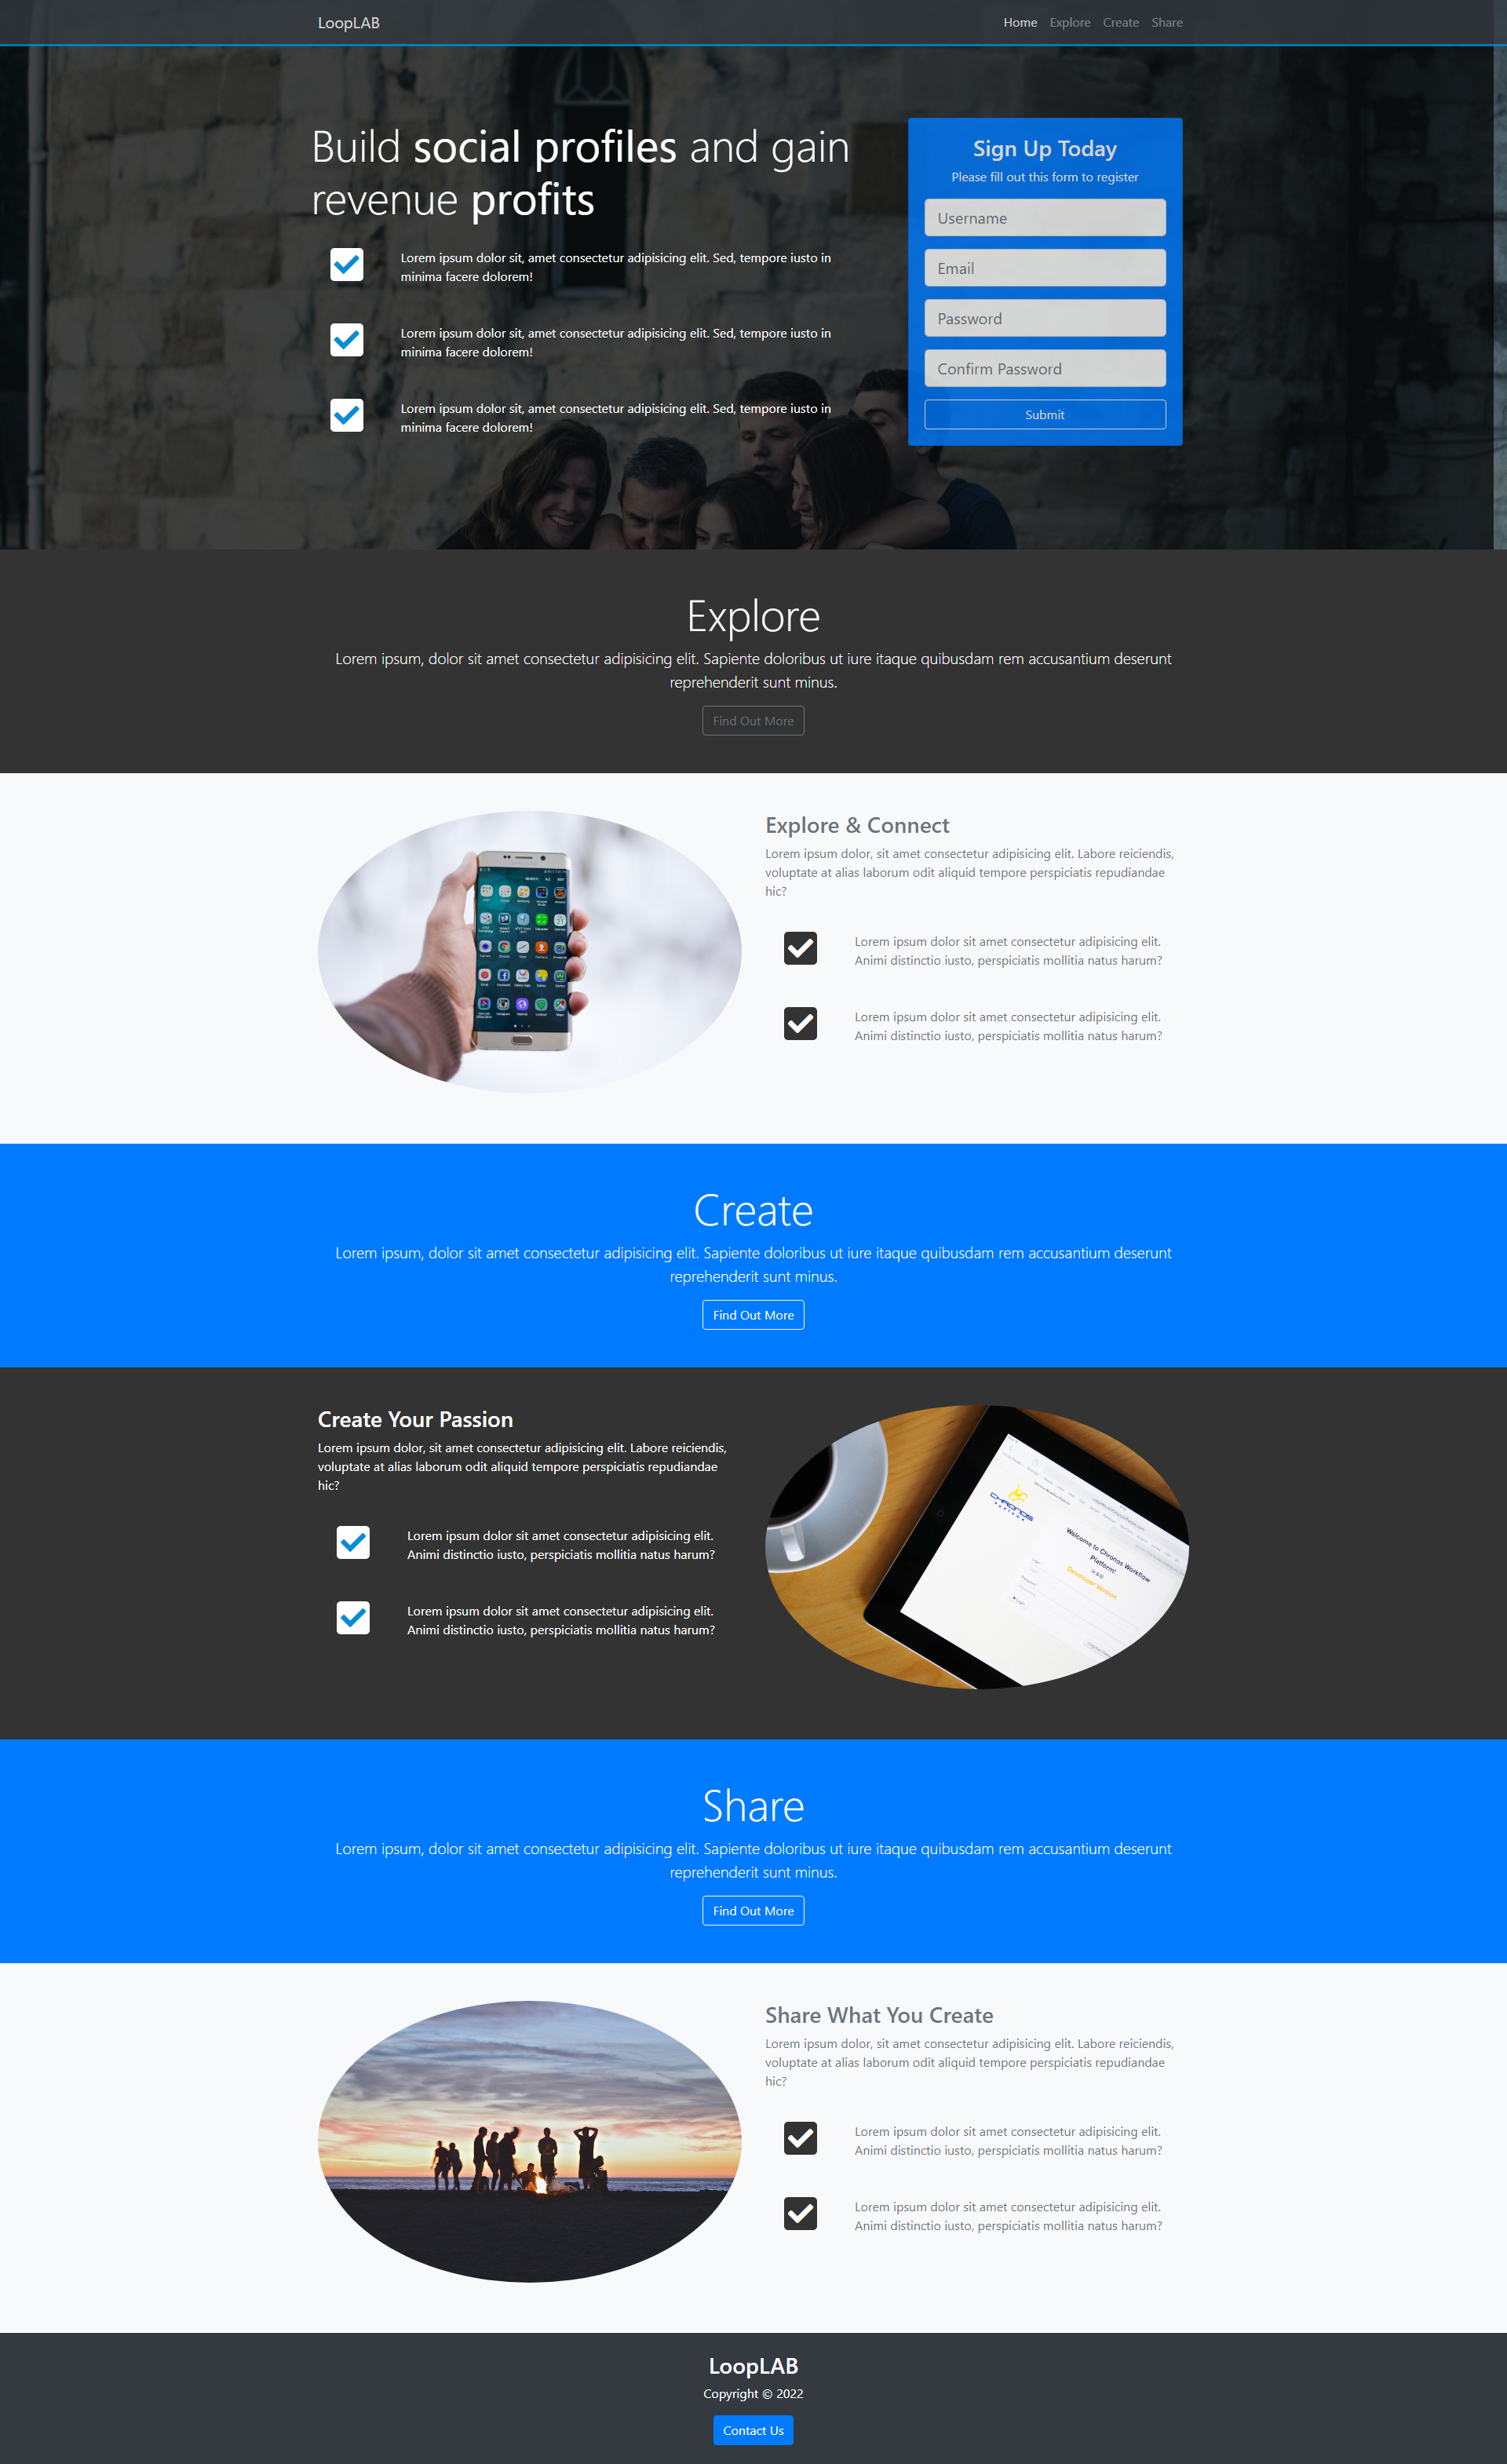 LoopLAB
Home Explore Create Share
Build social profiles and gain
revenue profits
Lorem ipsum dolor sit, amet consectetur adipisicing elit. Sed, tempore iusto in
minima facere dolorem!
Lorem ipsum dolor sit, amet consectetur adipisicing elit. Sed, tempore iusto in
minima facere dolorem!
Lorem ipsum dolor sit, amet consectetur adipisicing elit. Sed, tempore iusto in
minima facere dolorem!
Sign Up Today
Please fill out this form to register
Username
Email
Password
Confirm Password
Submit
Explore
Lorem ipsum, dolor sit amet consectetur adipisicing elit. Sapiente doloribus ut iure itaque quibusdam rem accusantium deserunt
reprehenderit sunt minus.
Find Out More
Explore & Connect
Lorem ipsum dolor, sit amet consectetur adipisicing elit. Labore reiciendis,
voluptate at alias laborum odit aliquid tempore perspiciatis repudiandae
hic?
Lorem ipsum dolor sit amet consectetur adipisicing elit.
Animi distinctio iusto, perspiciatis mollitia natus harum?
Lorem ipsum dolor sit amet consectetur adipisicing elit.
Animi distinctio iusto, perspiciatis mollitia natus harum?
Create
Lorem ipsum, dolor sit amet consectetur adipisicing elit. Sapiente doloribus ut iure itaque quibusdam rem accusantium deserunt
reprehenderit sunt minus.
Find Out More
Create Your Passion
Lorem ipsum dolor, sit amet consectetur adipisicing elit. Labore reiciendis,
voluptate at alias laborum odit aliquid tempore perspiciatis repudiandae
hic?
Lorem ipsum dolor sit amet consectetur adipisicing elit.
Animi distinctio iusto, perspiciatis mollitia natus harum?
Lorem ipsum dolor sit amet consectetur adipisicing elit.
Animi distinctio iusto, perspiciatis mollitia natus harum?
CHRONOS
Welcome to Chronos Workflow
Platform!
Developer Version
Share
Lorem ipsum, dolor sit amet consectetur adipisicing elit. Sapiente doloribus ut iure itaque quibusdam rem accusantium deserunt
reprehenderit sunt minus.
Find Out More
Share What You Create
Lorem ipsum dolor, sit amet consectetur adipisicing elit. Labore reiciendis,
voluptate at alias laborum odit aliquid tempore perspiciatis repudiandae
hic?
Lorem ipsum dolor sit amet consectetur adipisicing elit.
Animi distinctio iusto, perspiciatis mollitia natus harum?
Lorem ipsum dolor sit amet consectetur adipisicing elit.
Animi distinctio iusto, perspiciatis mollitia natus harum?
LoopLAB
Copyright © 2022
Contact Us